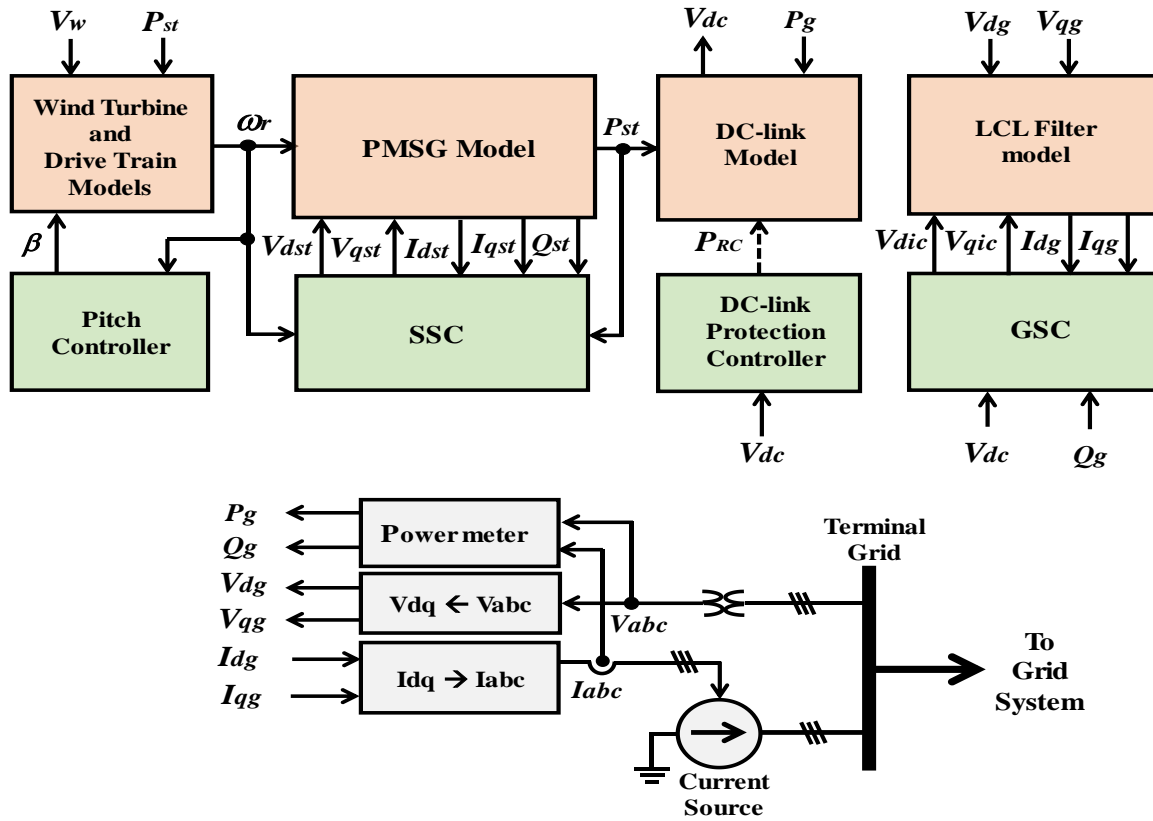 Vw
Pst
Vdc
Pg
Vdg
Vqg
Wind Turbine
and
Drive Train
Models
ωr
PMSG Model
Pst
DC-link
Model
LCL Filter
model
β
Vdst
Vqst
Idst
Iqst
Qst
PRC
Vdic
Vqic
Idg
Iqg
Pitch
Controller
SSC
DC-link
Protection
Controller
GSC
Vdc
Vdc
Qg
Pg
Qg
Power meter
Terminal
Grid
Vdg
Vqg
Vdq ← Vabc
Vabc
Idg
Iqg
Idq → Iabc
Iabc
To
Grid
System
Current
Source